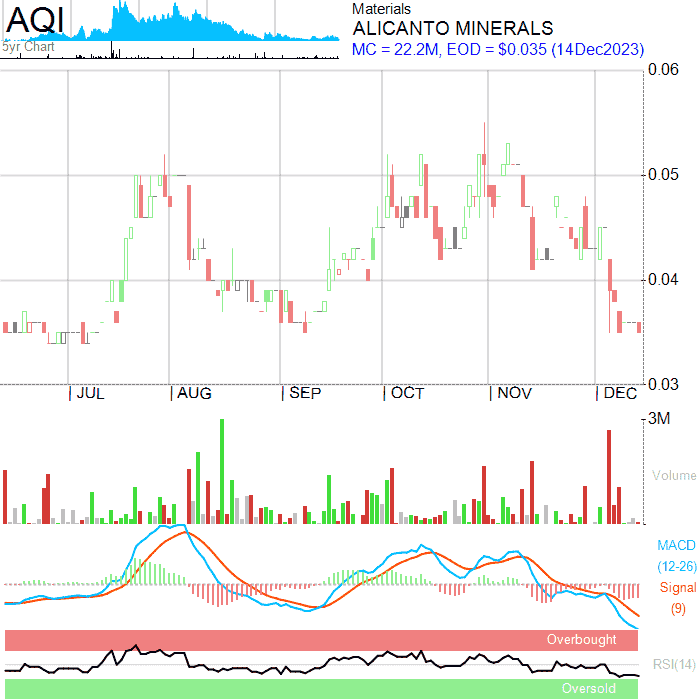 AQI
5yr Chart
Materials
ALICANTO MINERALS
MC = 22.2M, EOD = $0.035 (14Dec2023)
0.06
0.05
0.04
0.03
JUL AUG SEP OCT NOV DEC
3M
Volume
MACD
(12-26)
Signal
(9)
Overbought
RSI(14)
Oversold